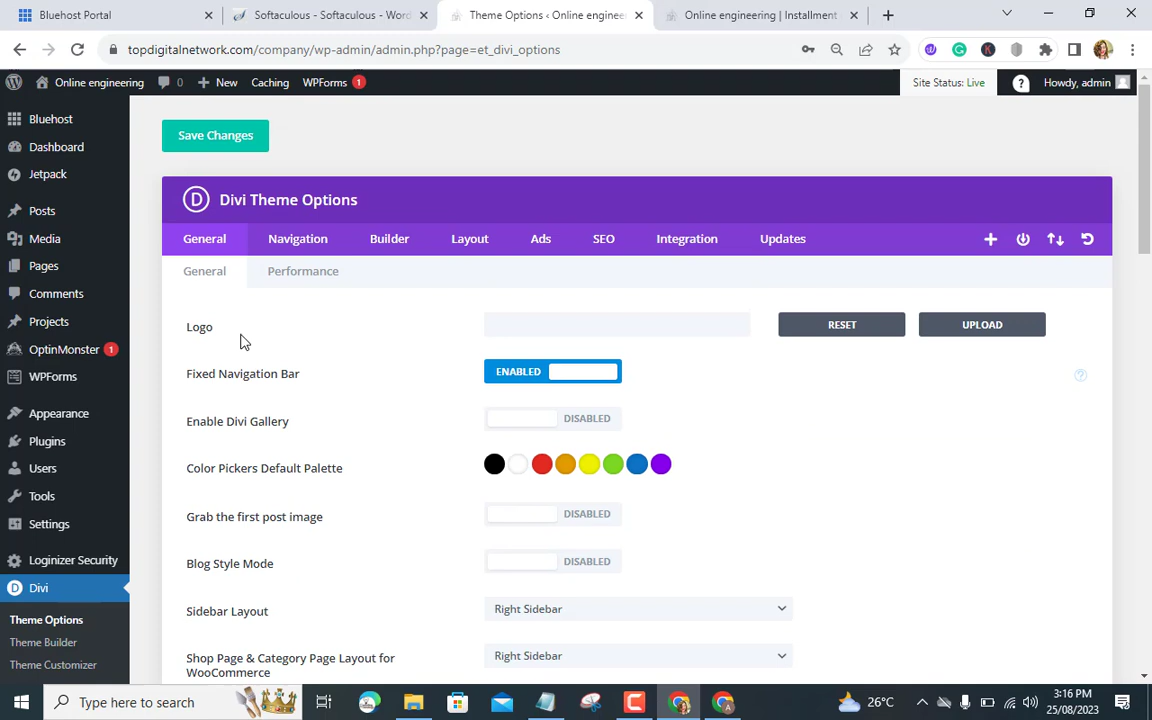 Bluehost Portal
Softaculous - Softaculous - Word
Theme Options ‹ Online enginee
Online engineering | Installment
topdigitalnetwork.com/company/wp-admin/admin.php?page=et_divi_options
Online engineering 0 New Caching WPForms 1 Site Status: Live Howdy, admin
Bluehost
Dashboard
Jetpack
Posts
Media
Pages
Comments
Projects
OptinMonster 1
WPForms
Appearance
Plugins
Users
Tools
Settings
Loginizer Security
Divi
Theme Options
Theme Builder
Theme Customizer
Save Changes
Divi Theme Options
General Navigation Builder Layout Ads SEO Integration Updates
General Performance
Logo RESET UPLOAD
Fixed Navigation Bar ENABLED
Enable Divi Gallery DISABLED
Color Pickers Default Palette
Grab the first post image DISABLED
Blog Style Mode DISABLED
Sidebar Layout Right Sidebar
Shop Page & Category Page Layout for Right Sidebar
WooCommerce
Type here to search
26°C
3:16 PM
25/08/2023